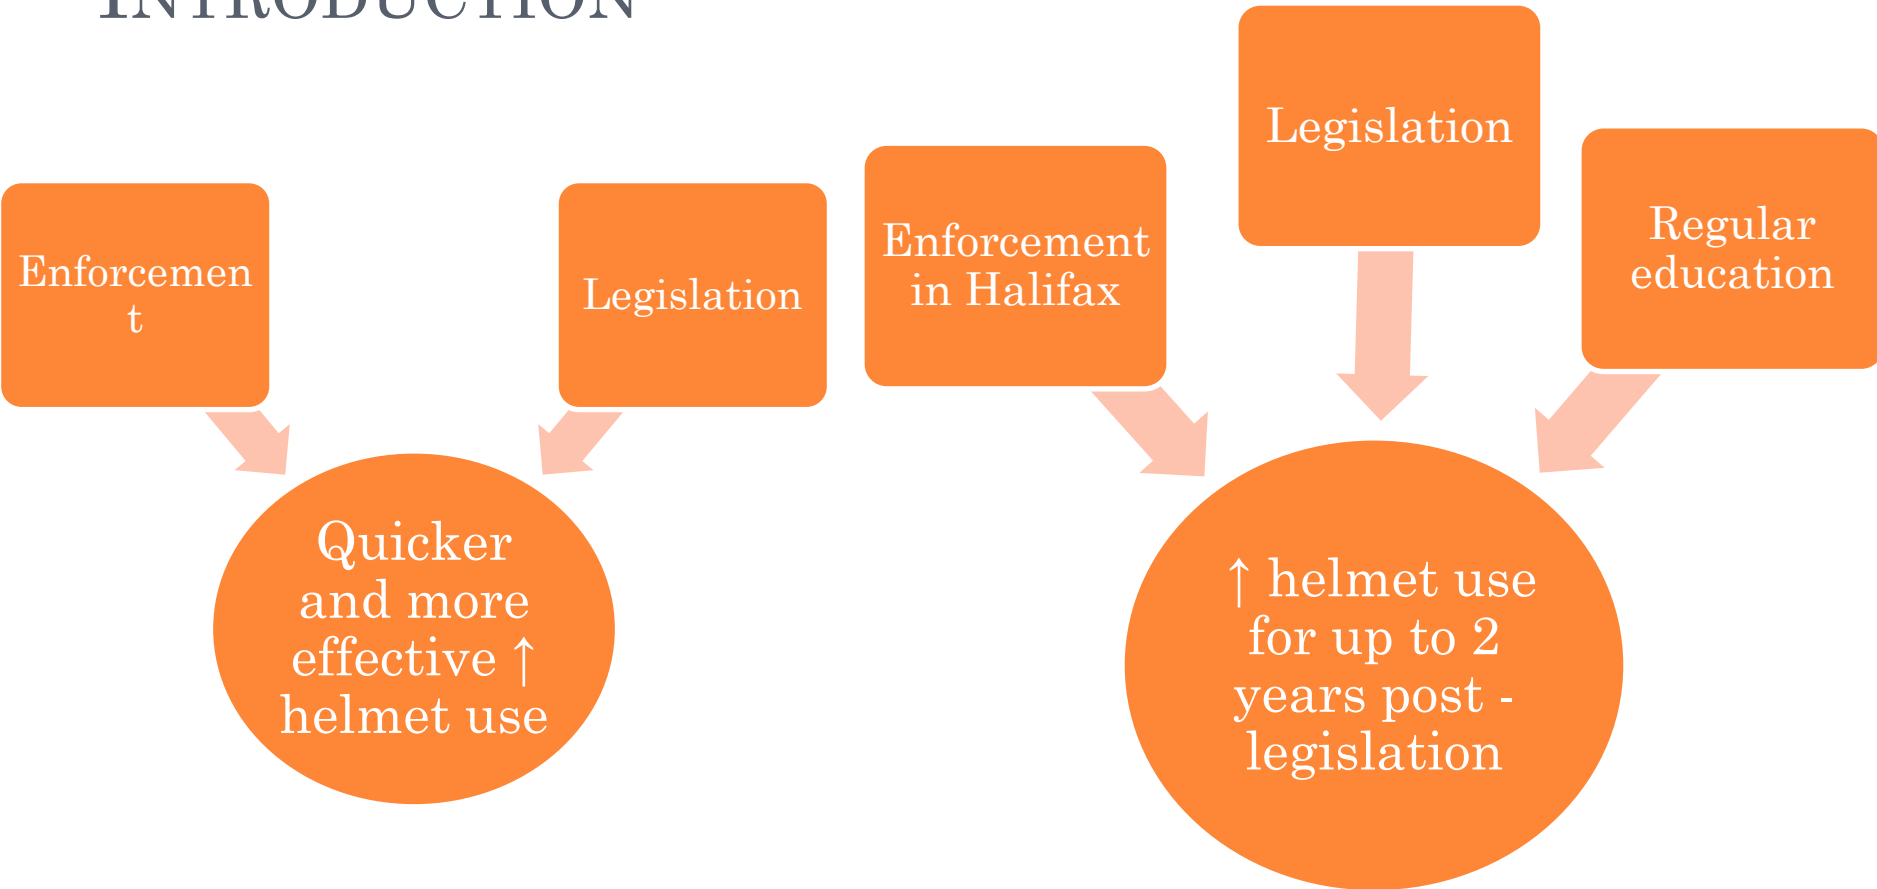 INTRODUCTION
Enforcemen
t
Legislation
Quicker
and more
effective ↑
helmet use
Enforcement
in Halifax
Legislation
Regular
education
↑ helmet use
for up to 2
years post -
legislation